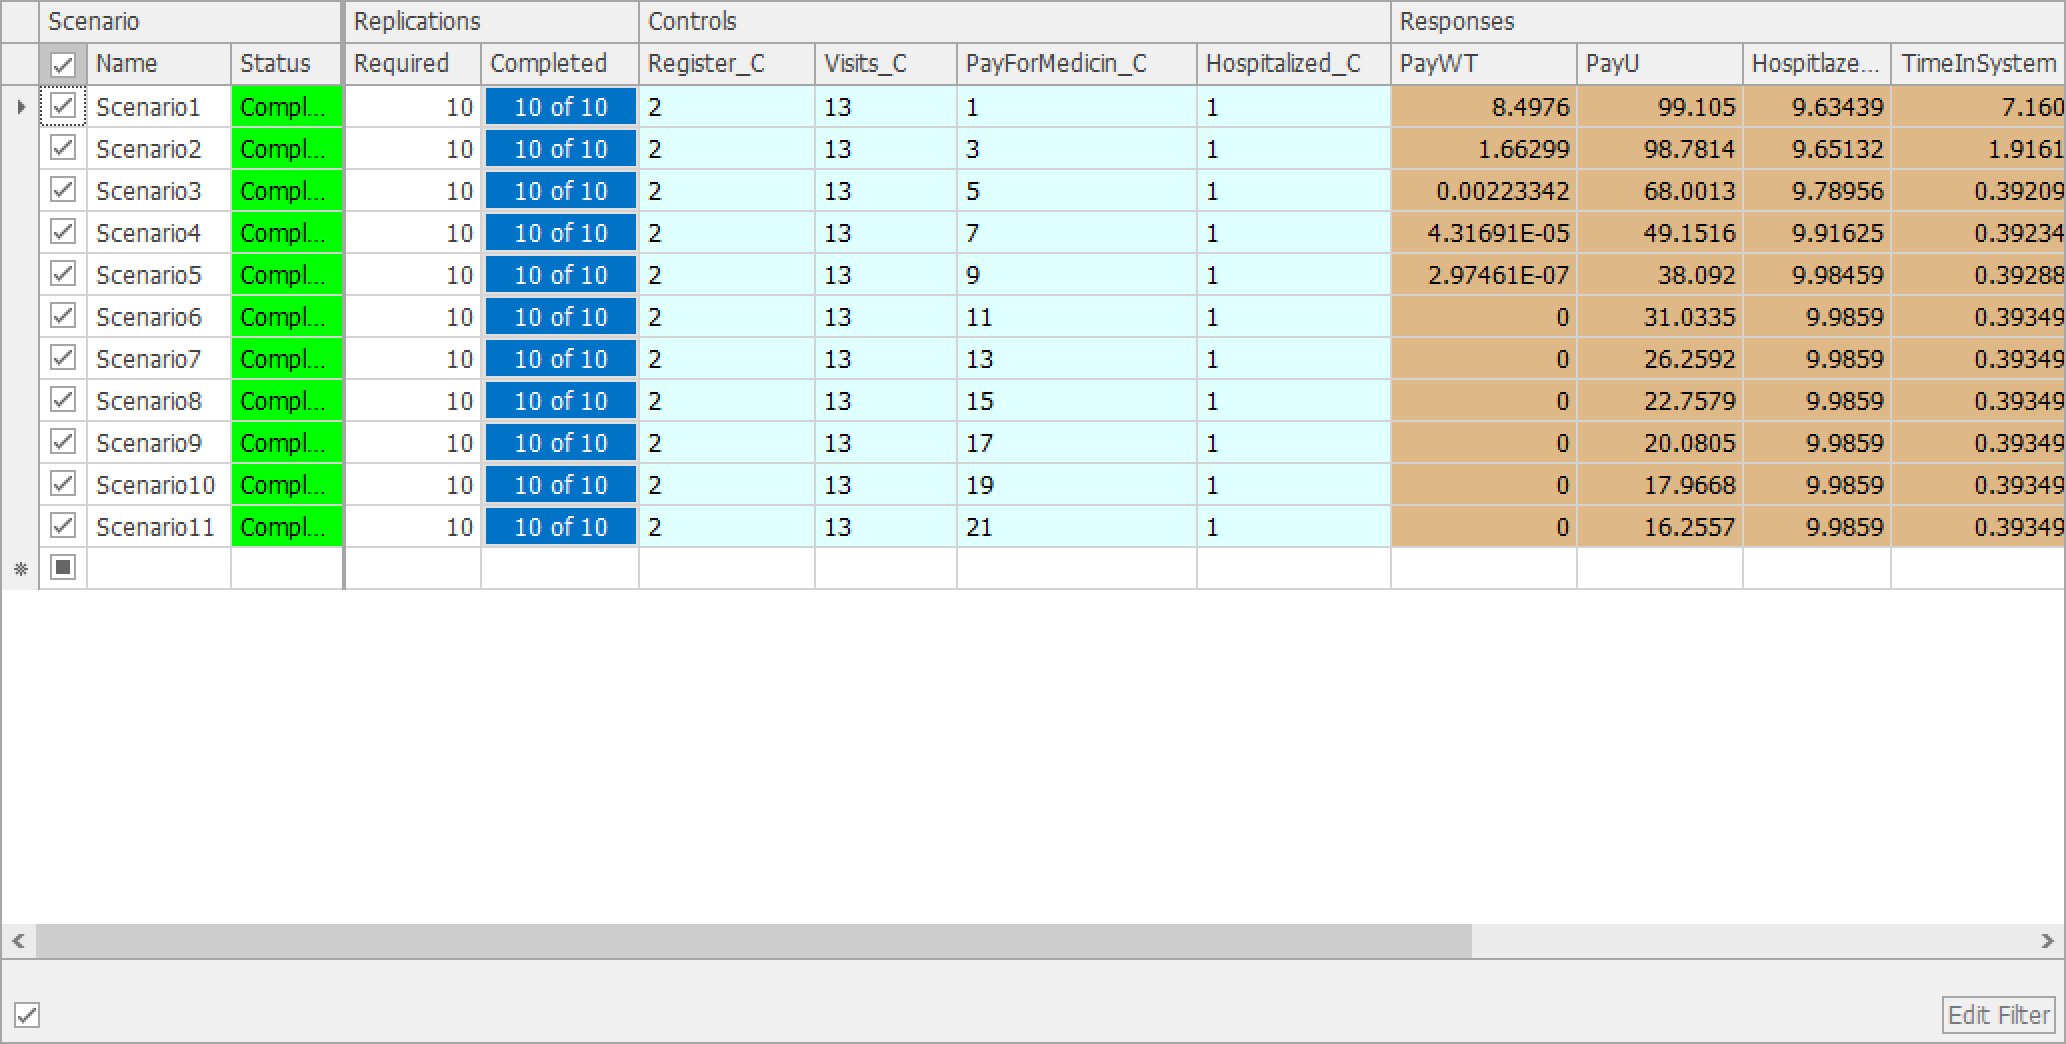 Scenario Replications Controls Responses
Name Status Required Completed Register_C Visits_C PayForMedicin_C Hospitalized_C PayWT PayU Hospitlaze... TimeInSystem
Scenario1 Compl... 10 10 of 10 2 13 1 1 8.4976 99.105 9.63439 7.160
Scenario2 Compl... 10 10 of 10 2 13 3 1 1.66299 98.7814 9.65132 1.9161
Scenario3 Compl... 10 10 of 10 2 13 5 1 0.00223342 68.0013 9.78956 0.39209
Scenario4 Compl... 10 10 of 10 2 13 7 1 4.31691E-05 49.1516 9.91625 0.39234
Scenario5 Compl... 10 10 of 10 2 13 9 1 2.97461E-07 38.092 9.98459 0.39288
Scenario6 Compl... 10 10 of 10 2 13 11 1 0 31.0335 9.9859 0.39349
Scenario7 Compl... 10 10 of 10 2 13 13 1 0 26.2592 9.9859 0.39349
Scenario8 Compl... 10 10 of 10 2 13 15 1 0 22.7579 9.9859 0.39349
Scenario9 Compl... 10 10 of 10 2 13 17 1 0 20.0805 9.9859 0.39349
Scenario10 Compl... 10 10 of 10 2 13 19 1 0 17.9668 9.9859 0.39349
Scenario11 Compl... 10 10 of 10 2 13 21 1 0 16.2557 9.9859 0.39349
Edit Filter